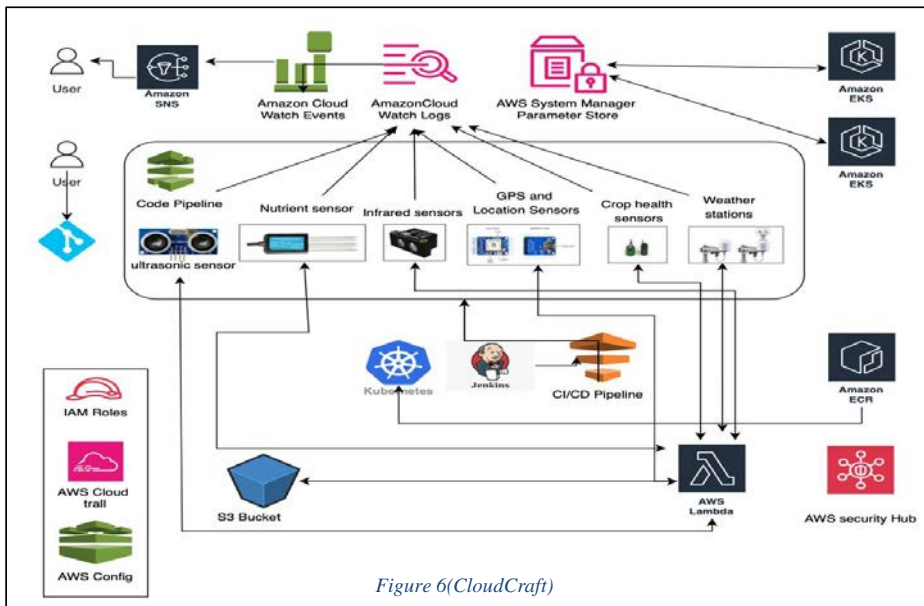 User
Amazon
SNS
Amazon Cloud
Watch Events
AmazonCloud
Watch Logs
AWS System Manager
Parameter Store
Amazon
EKS
User
Amazon
EKS
Code Pipeline
Nutrient sensor
Infrared sensors
GPS and
Location Sensors
Crop health
sensors
Weather
stations
ultrasonic sensor
Kubernetes
Jenkins
CI/CD Pipeline
Amazon
ECR
IAM Roles
AWS Cloud
trail
AWS Config
S3 Bucket
AWS
Lambda
AWS security Hub
Figure 6(CloudCraft)